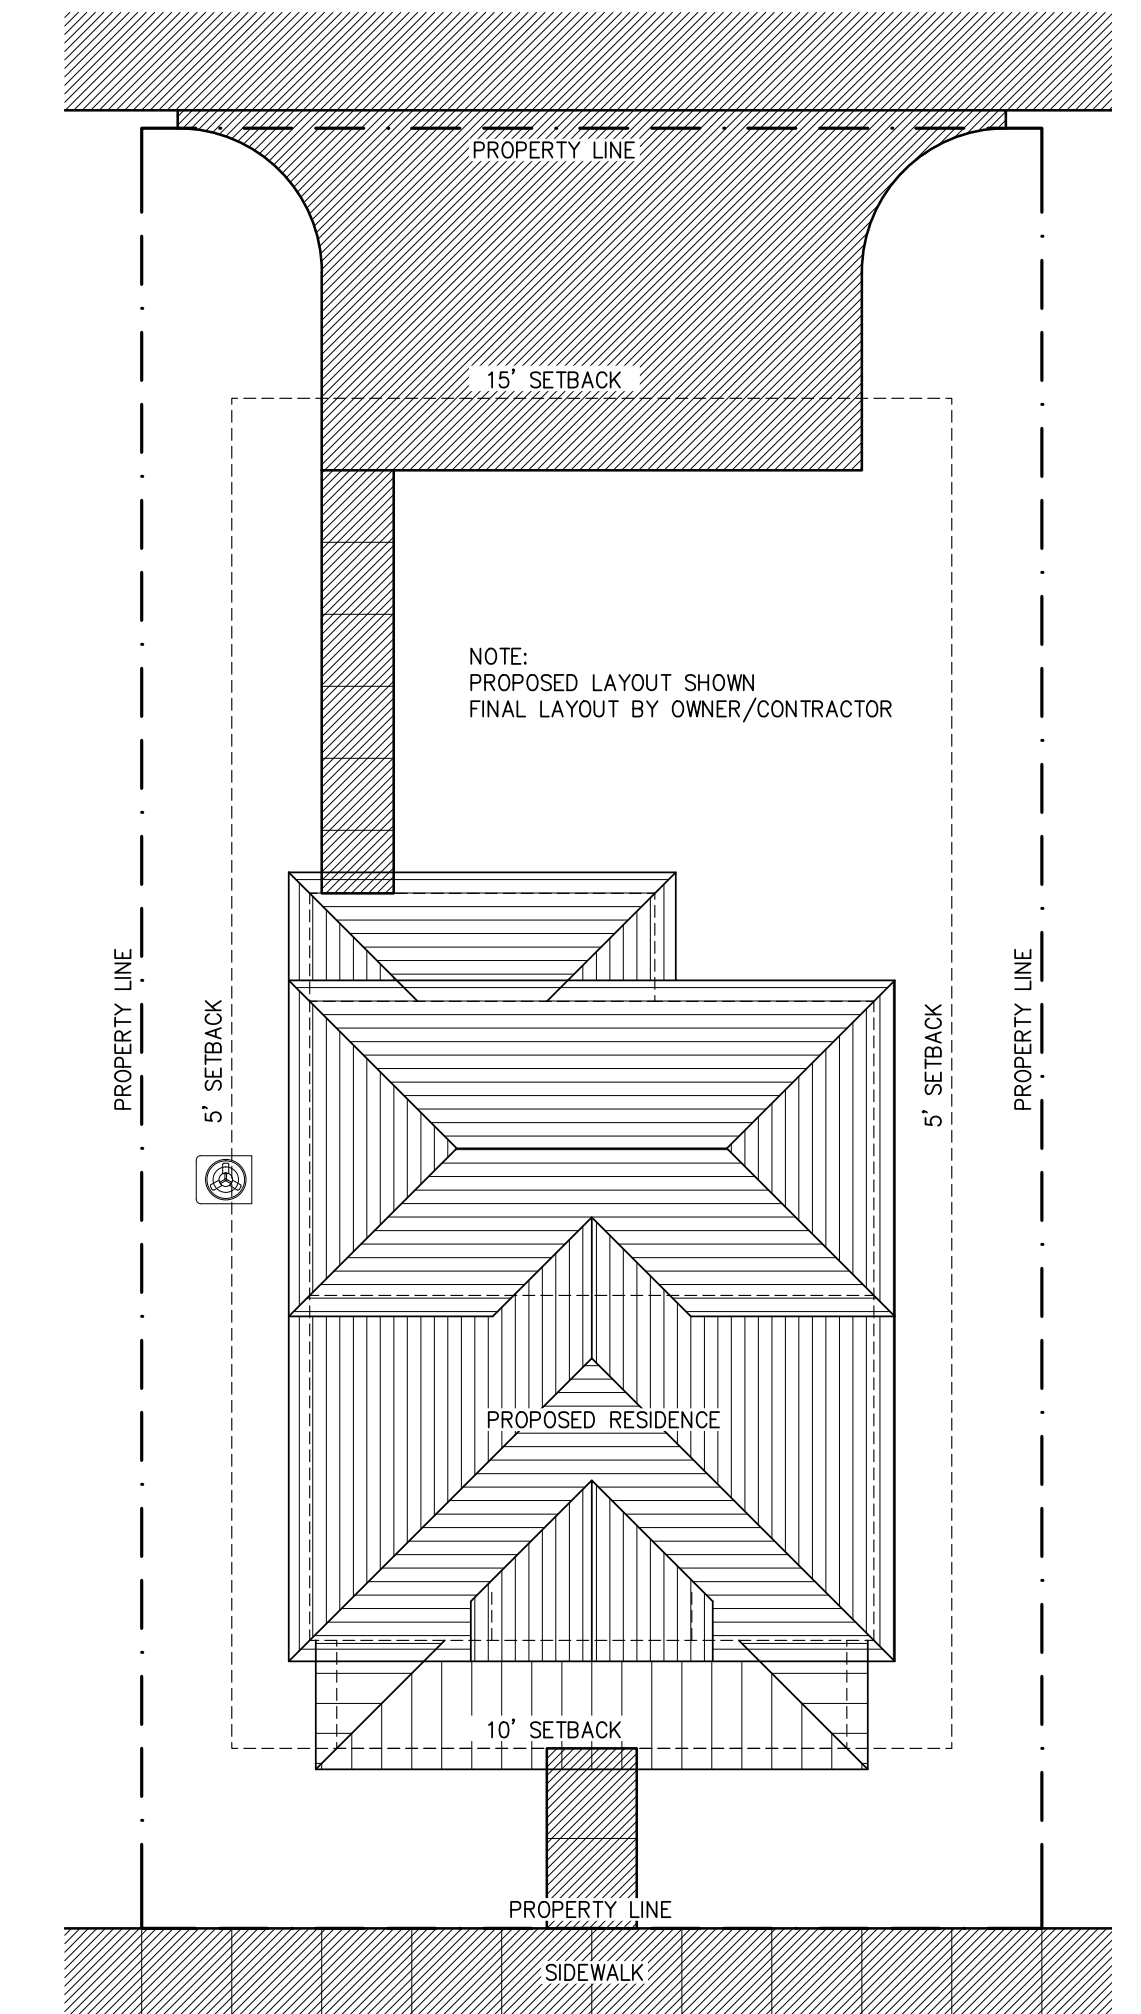 PROPERTY LINE
15' SETBACK
NOTE:
PROPOSED LAYOUT SHOWN
FINAL LAYOUT BY OWNER/CONTRACTOR
PROPERTY LINE
5' SETBACK
5' SETBACK
PROPERTY LINE
PROPOSED RESIDENCE
10' SETBACK
PROPERTY LINE
SIDEWALK